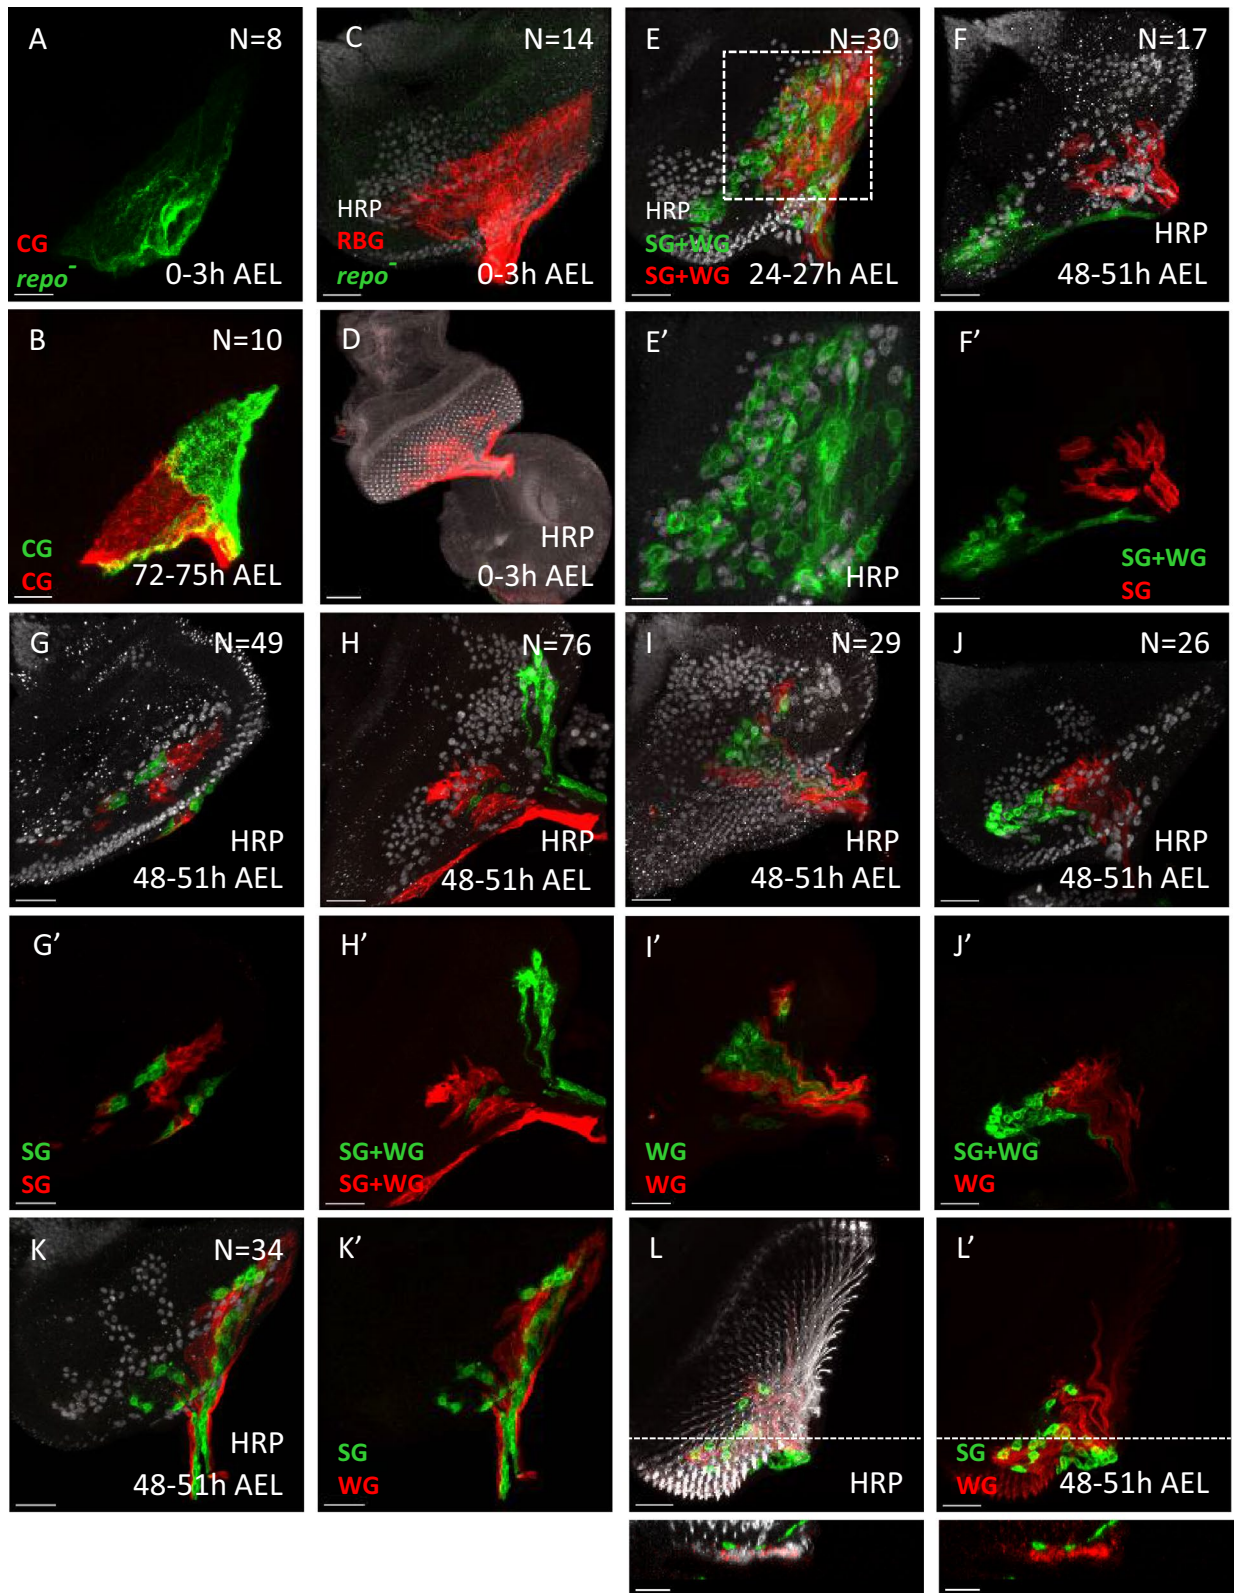 A N=8
CG
repo-
0-3h AEL
C N=14
HRP
RBG
repo-
0-3h AEL
E N=30
HRP
SG+WG
SG+WG
24-27h AEL
F N=17
HRP
48-51h AEL
B N=10
CG
CG
72-75h AEL
D
HRP
0-3h AEL
E'
HRP
F'
SG+WG
SG
G N=49
HRP
48-51h AEL
H N=76
HRP
48-51h AEL
I N=29
HRP
48-51h AEL
J N=26
HRP
48-51h AEL
G'
SG
SG
H'
SG+WG
SG+WG
I'
WG
WG
J'
SG+WG
WG
K N=34
HRP
48-51h AEL
K'
SG
WG
L
HRP
L'
SG
WG
48-51h AEL